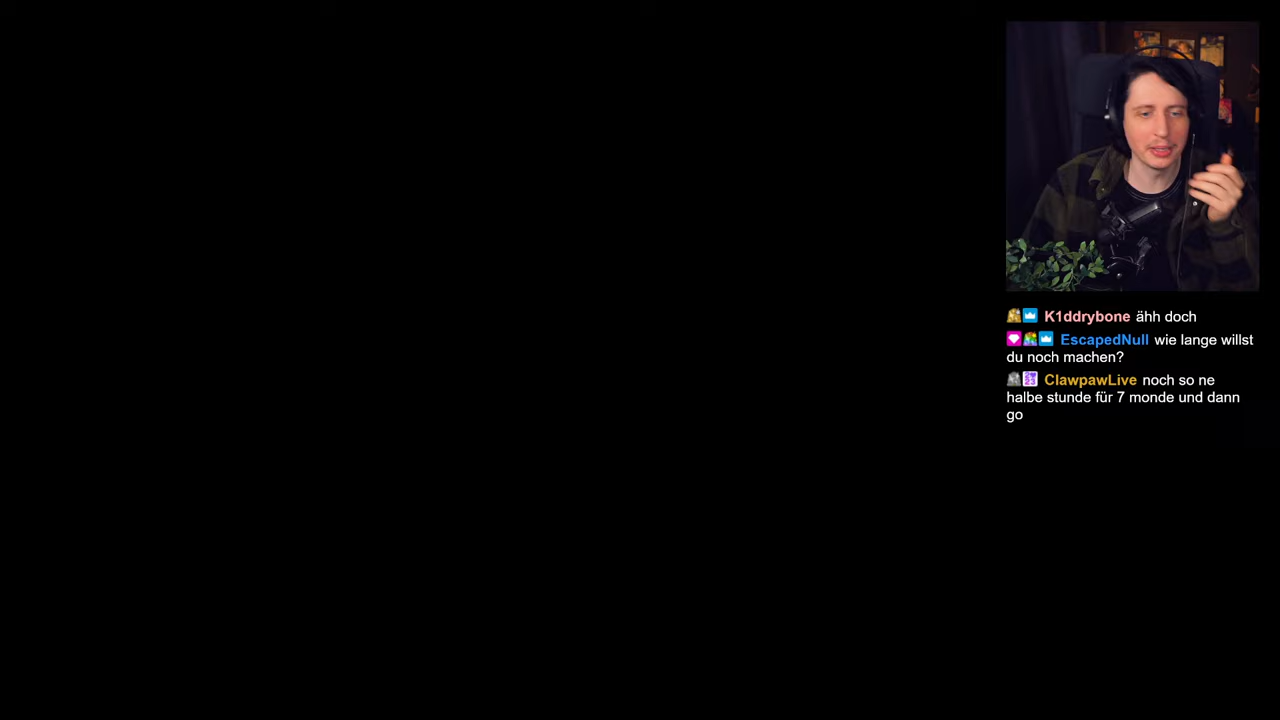 K1ddrybone ähh doch
EscapedNull wie lange willst
du noch machen?
ClawpawLive noch so ne
halbe stunde für 7 monde und dann
go